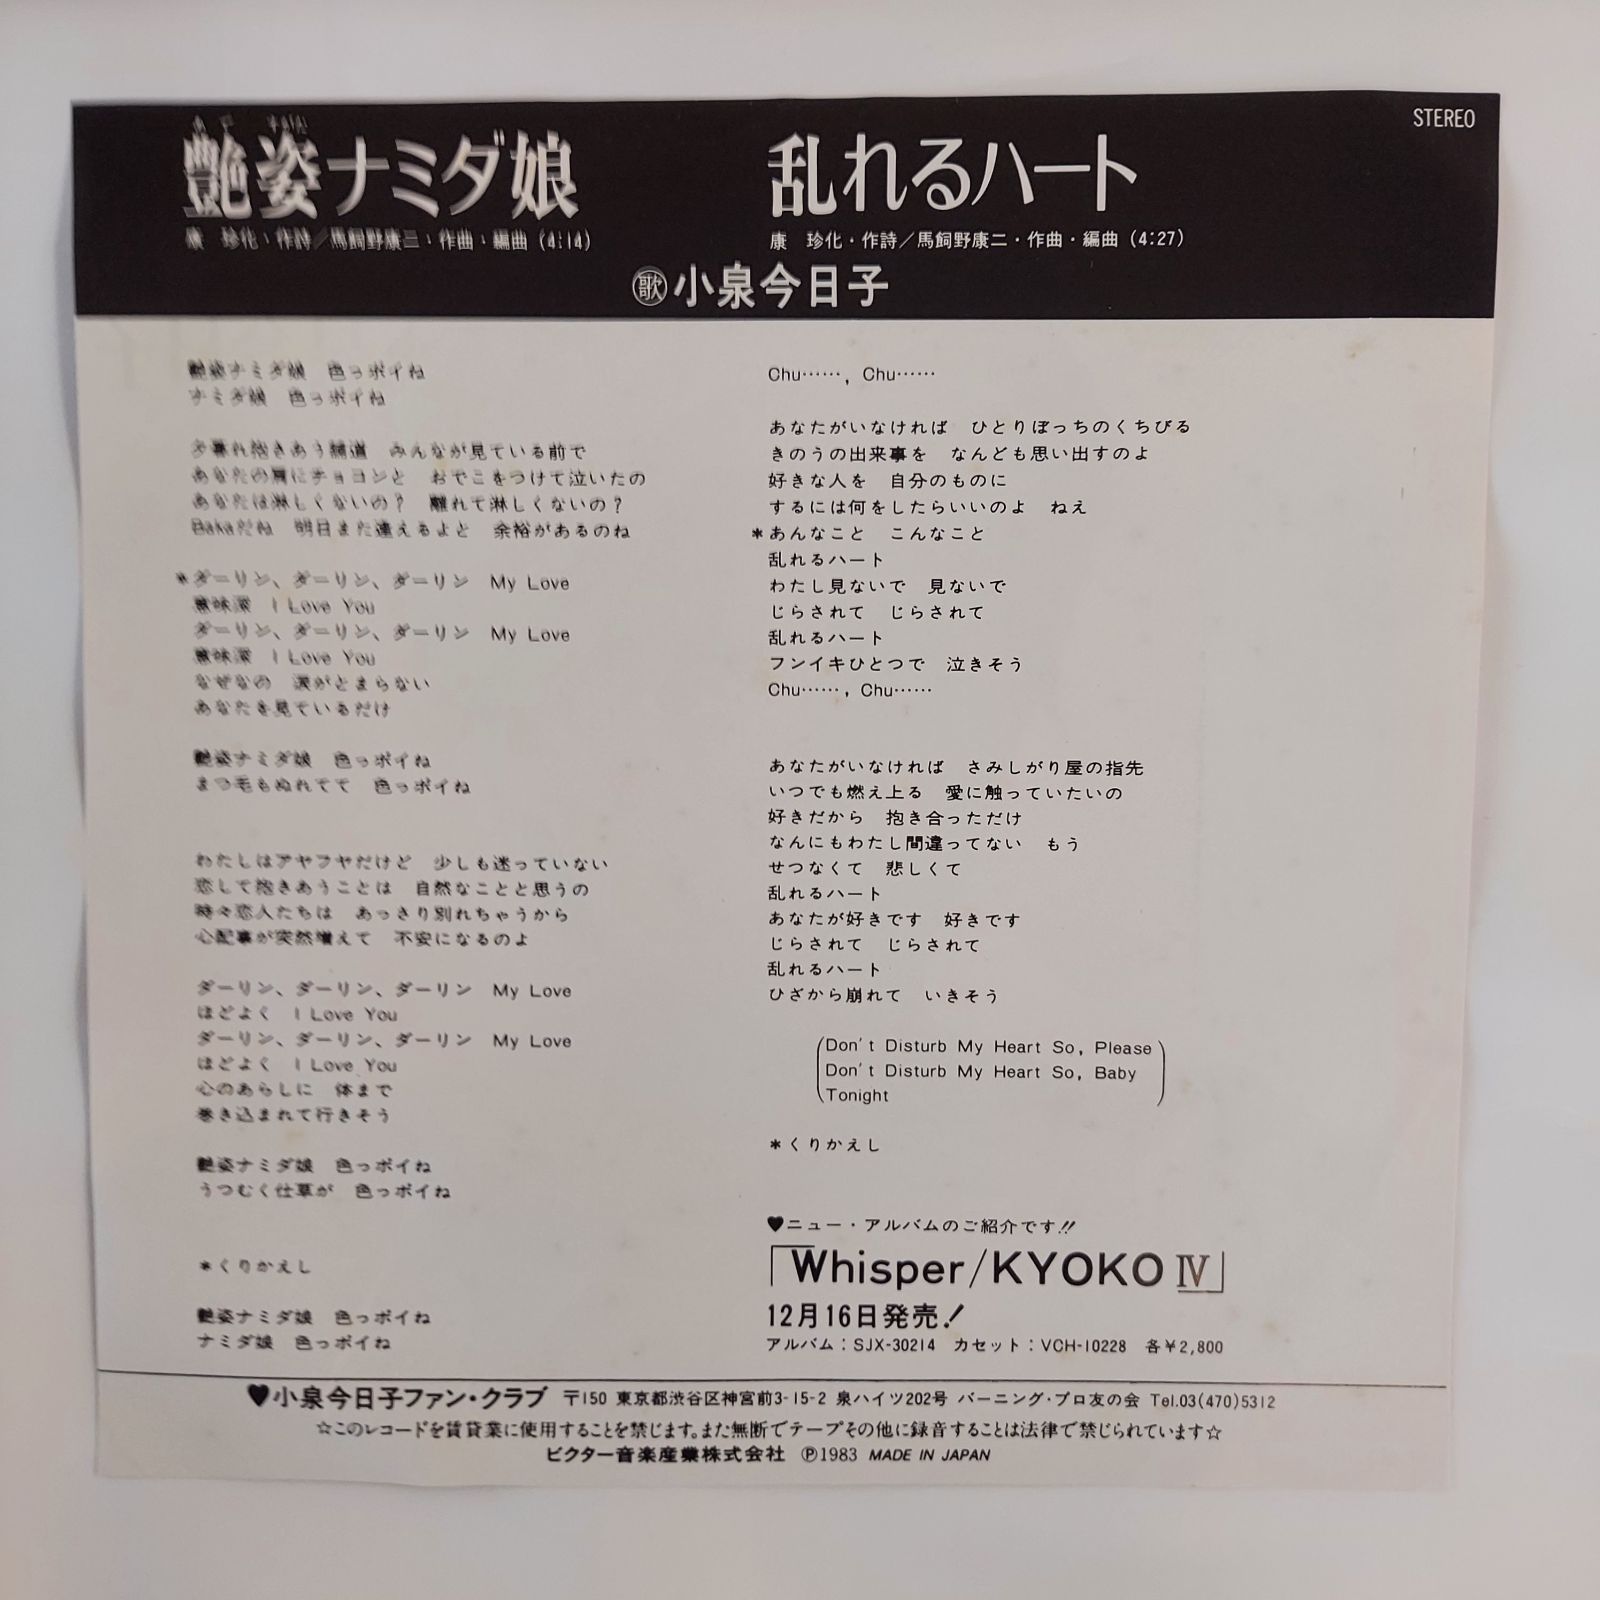 STEREO
あで すがた
艶姿ナミダ娘
康 珍化・作詩／馬飼野康二・作曲・編曲 (4:14)
乱れるハート
康 珍化・作詩／馬飼野康二・作曲・編曲 (4:27)
歌 小泉今日子
艶姿ナミダ娘 色っポイね
ナミダ娘 色っポイね
夕暮れ抱きあう舗道 みんなが見ている前で
あなたの肩にチョコンと おでこをつけて泣いたの
あなたは淋しくないの？ 離れて淋しくないの？
Bakaだね 明日また逢えるよと 余裕があるのね
＊ダーリン、ダーリン、ダーリン My Love
意味深 I Love You
ダーリン、ダーリン、ダーリン My Love
意味深 I Love You
なぜなの 涙がとまらない
あなたを見ているだけ
艶姿ナミダ娘 色っポイね
まつ毛もぬれてて 色っポイね
わたしはアヤフヤだけど 少しも迷っていない
恋して抱きあうことは 自然なことと思うの
時々恋人たちは あっさり別れちゃうから
心配事が突然増えて 不安になるのよ
ダーリン、ダーリン、ダーリン My Love
ほどよく I Love You
ダーリン、ダーリン、ダーリン My Love
ほどよく I Love You
心のあらしに 体まで
巻き込まれて行きそう
艶姿ナミダ娘 色っポイね
うつむく仕草が 色っポイね
＊くりかえし
艶姿ナミダ娘 色っポイね
ナミダ娘 色っポイね
Chu……, Chu……
あなたがいなければ ひとりぼっちのくちびる
きのうの出来事を なんども思い出すのよ
好きな人を 自分のものに
するには何をしたらいいのよ ねえ
＊あんなこと こんなこと
乱れるハート
わたし見ないで 見ないで
じらされて じらされて
乱れるハート
フンイキひとつで 泣きそう
Chu……, Chu……
あなたがいなければ さみしがり屋の指先
いつでも燃え上る 愛に触っていたいの
好きだから 抱き合っただけ
なんにもわたし間違ってない もう
せつなくて 悲しくて
乱れるハート
あなたが好きです 好きです
じらされて じらされて
乱れるハート
ひざから崩れて いきそう
(Don't Disturb My Heart So, Please
Don't Disturb My Heart So, Baby
Tonight)
＊くりかえし
♥ニュー・アルバムのご紹介です!!
「Whisper/KYOKO Ⅳ」
12月16日発売！
アルバム：SJX-30214 カセット：VCH-10228 各￥2,800
♥小泉今日子ファン・クラブ 〒150 東京都渋谷区神宮前3-15-2 泉ハイツ202号 バーニング・プロ友の会 Tel.03(470)5312
☆このレコードを賃貸業に使用することを禁じます。また無断でテープその他に録音することは法律で禁じられています☆
ビクター音楽産業株式会社 Ⓟ1983 MADE IN JAPAN